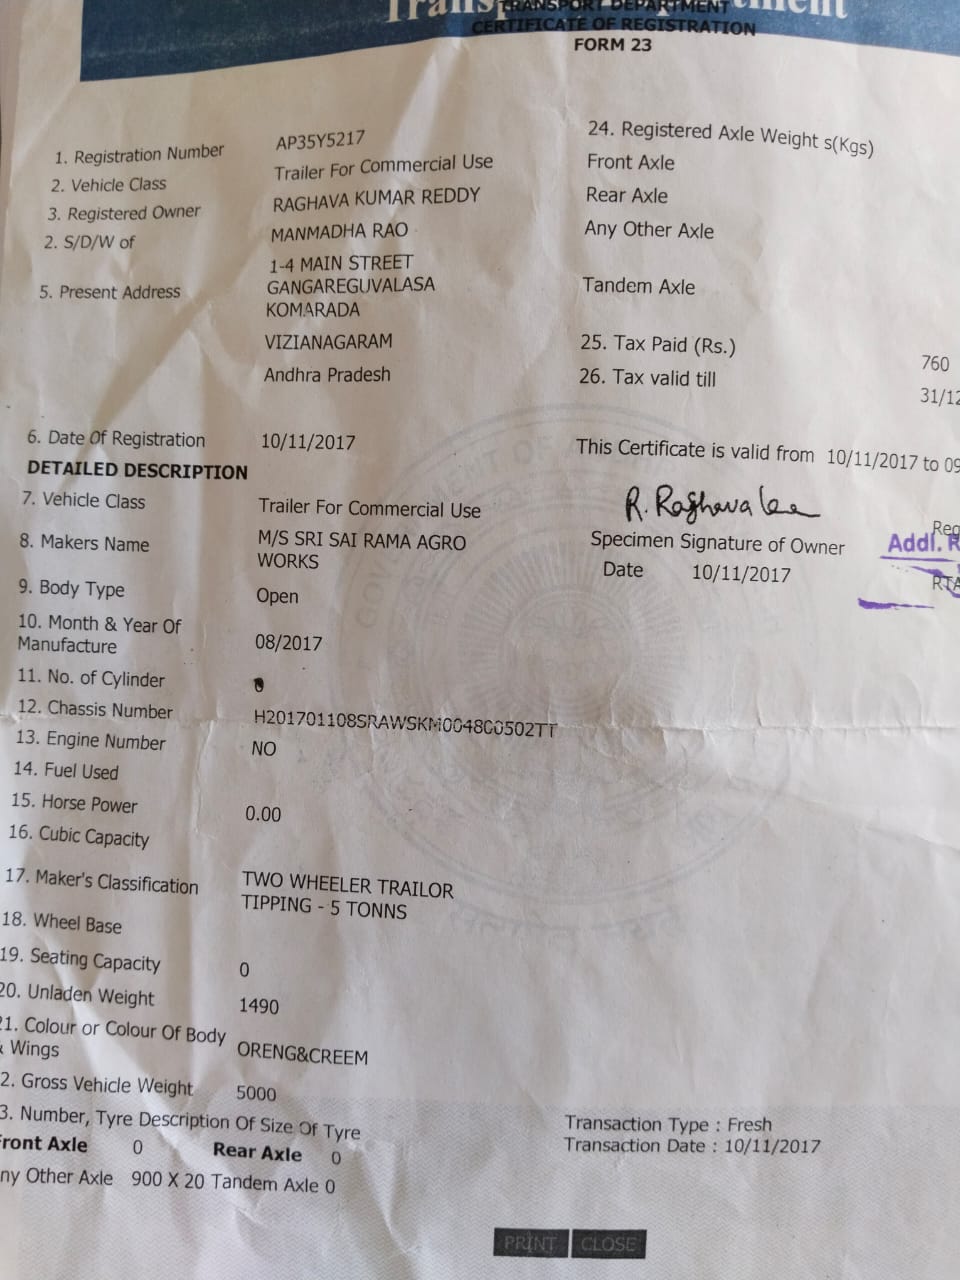 TRANSPORT DEPARTMENT
CERTIFICATE OF REGISTRATION
FORM 23
1. Registration Number AP35Y5217
2. Vehicle Class Trailer For Commercial Use
3. Registered Owner RAGHAVA KUMAR REDDY
2. S/D/W of MANMADHA RAO
5. Present Address 1-4 MAIN STREET
GANGAREGUVALASA
KOMARADA
VIZIANAGARAM
Andhra Pradesh
6. Date Of Registration 10/11/2017
DETAILED DESCRIPTION
7. Vehicle Class Trailer For Commercial Use
8. Makers Name M/S SRI SAI RAMA AGRO
WORKS
9. Body Type Open
10. Month & Year Of
Manufacture 08/2017
11. No. of Cylinder
12. Chassis Number H201701108SRAWSKM004800502TT
13. Engine Number NO
14. Fuel Used
15. Horse Power 0.00
16. Cubic Capacity
17. Maker's Classification TWO WHEELER TRAILOR
TIPPING - 5 TONNS
18. Wheel Base
19. Seating Capacity 0
20. Unladen Weight 1490
21. Colour or Colour Of Body
& Wings ORENG&CREEM
2. Gross Vehicle Weight 5000
3. Number, Tyre Description Of Size Of Tyre
Front Axle 0 Rear Axle 0
ny Other Axle 900 X 20 Tandem Axle 0
24. Registered Axle Weight s(Kgs)
Front Axle
Rear Axle
Any Other Axle
Tandem Axle
25. Tax Paid (Rs.) 760
26. Tax valid till 31/12
This Certificate is valid from 10/11/2017 to 09
Specimen Signature of Owner
Date 10/11/2017
Reg
Addl. R
RTA
Transaction Type : Fresh
Transaction Date : 10/11/2017
PRINT CLOSE